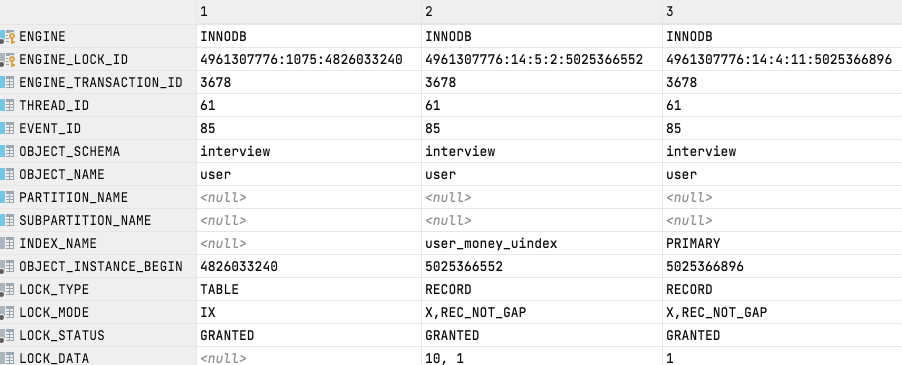 1 2 3
ENGINE INNODB INNODB INNODB
ENGINE_LOCK_ID 4961307776:1075:4826033240 4961307776:14:5:2:5025366552 4961307776:14:4:11:5025366896
ENGINE_TRANSACTION_ID 3678 3678 3678
THREAD_ID 61 61 61
EVENT_ID 85 85 85
OBJECT_SCHEMA interview interview interview
OBJECT_NAME user user user
PARTITION_NAME <null> <null> <null>
SUBPARTITION_NAME <null> <null> <null>
INDEX_NAME <null> user_money_uindex PRIMARY
OBJECT_INSTANCE_BEGIN 4826033240 5025366552 5025366896
LOCK_TYPE TABLE RECORD RECORD
LOCK_MODE IX X,REC_NOT_GAP X,REC_NOT_GAP
LOCK_STATUS GRANTED GRANTED GRANTED
LOCK_DATA <null> 10, 1 1